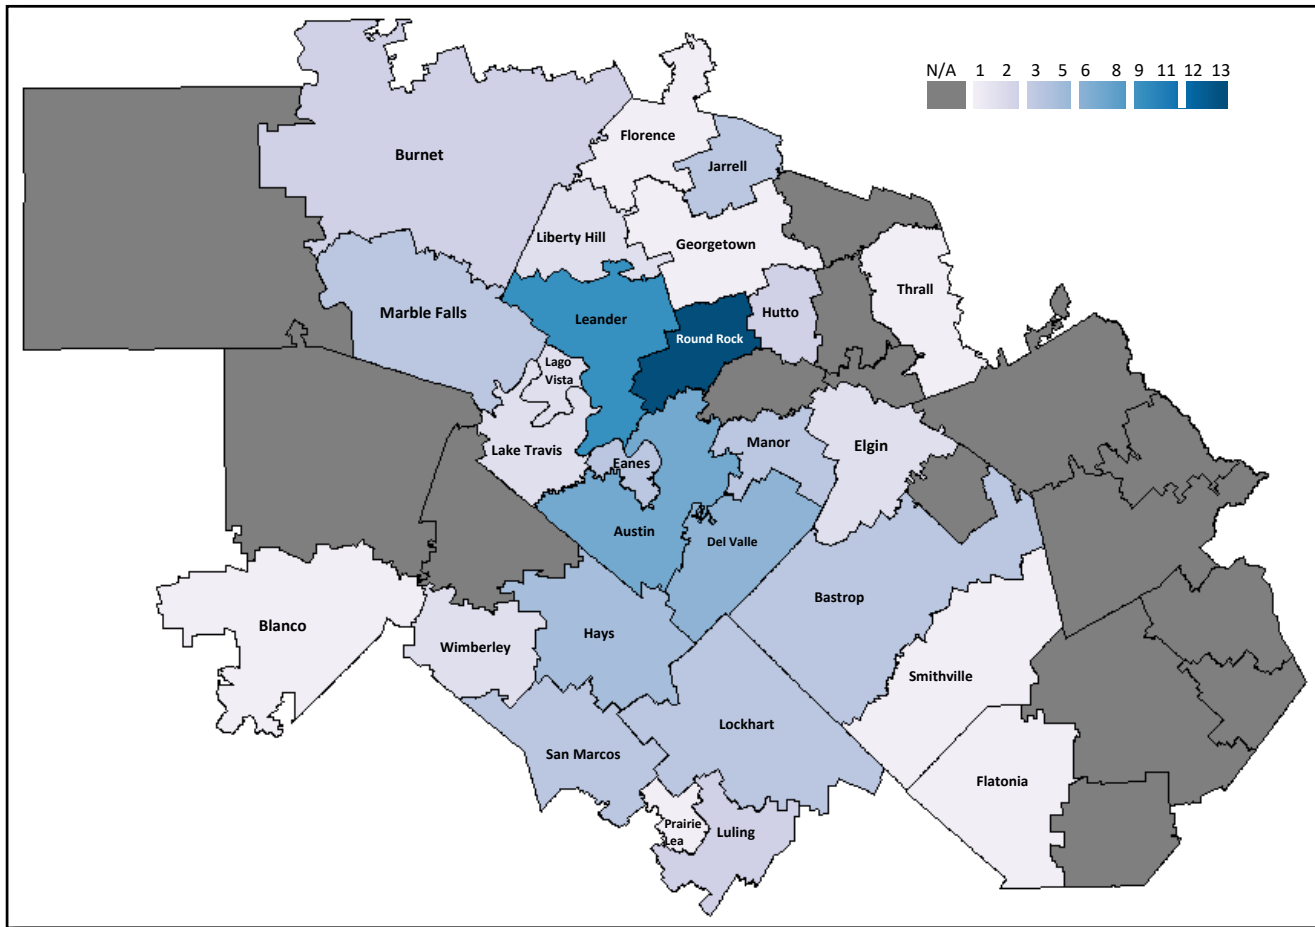 N/A 1 2 3 5 6 8 9 11 12 13
Florence
Burnet
Jarrell
Liberty Hill
Georgetown
Thrall
Marble Falls
Leander
Hutto
Round Rock
Lago
Vista
Lake Travis
Eanes
Manor
Elgin
Austin
Del Valle
Bastrop
Blanco
Hays
Wimberley
Smithville
Lockhart
San Marcos
Flatonia
Prairie
Lea
Luling